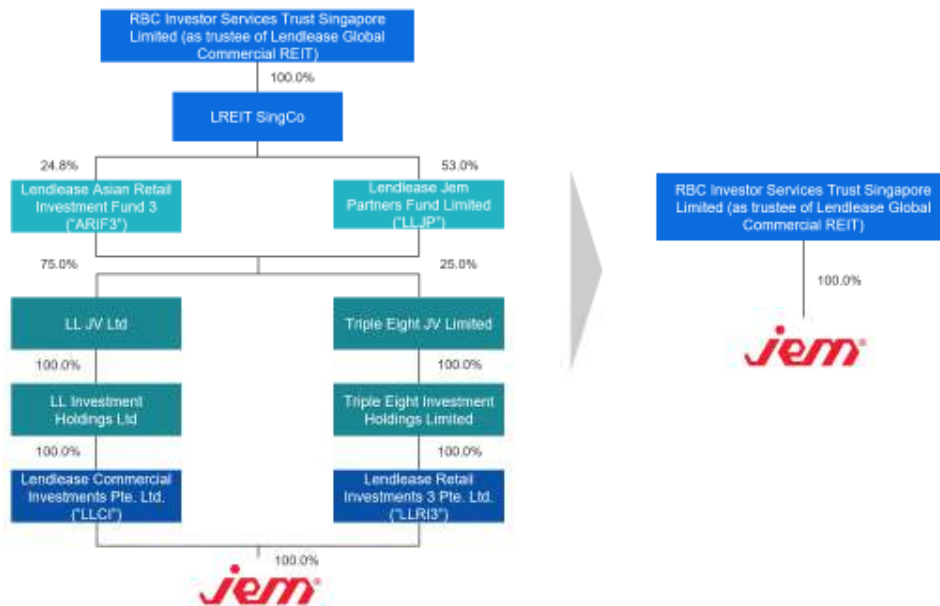 RBC Investor Services Trust Singapore
Limited (as trustee of Lendlease Global
Commercial REIT)
100.0%
LREIT SingCo
24.8%
53.0%
Lendlease Asian Retail
Investment Fund 3
("ARIF3")
Lendlease Jem
Partners Fund Limited
("LLJP")
75.0%
25.0%
LL JV Ltd
Triple Eight JV Limited
100.0%
100.0%
LL Investment
Holdings Ltd
Triple Eight Investment
Holdings Limited
100.0%
100.0%
Lendlease Commercial
Investments Pte. Ltd.
("LLCI")
Lendlease Retail
Investments 3 Pte. Ltd.
("LLRI3")
100.0%
jem®
RBC Investor Services Trust Singapore
Limited (as trustee of Lendlease Global
Commercial REIT)
100.0%
jem®